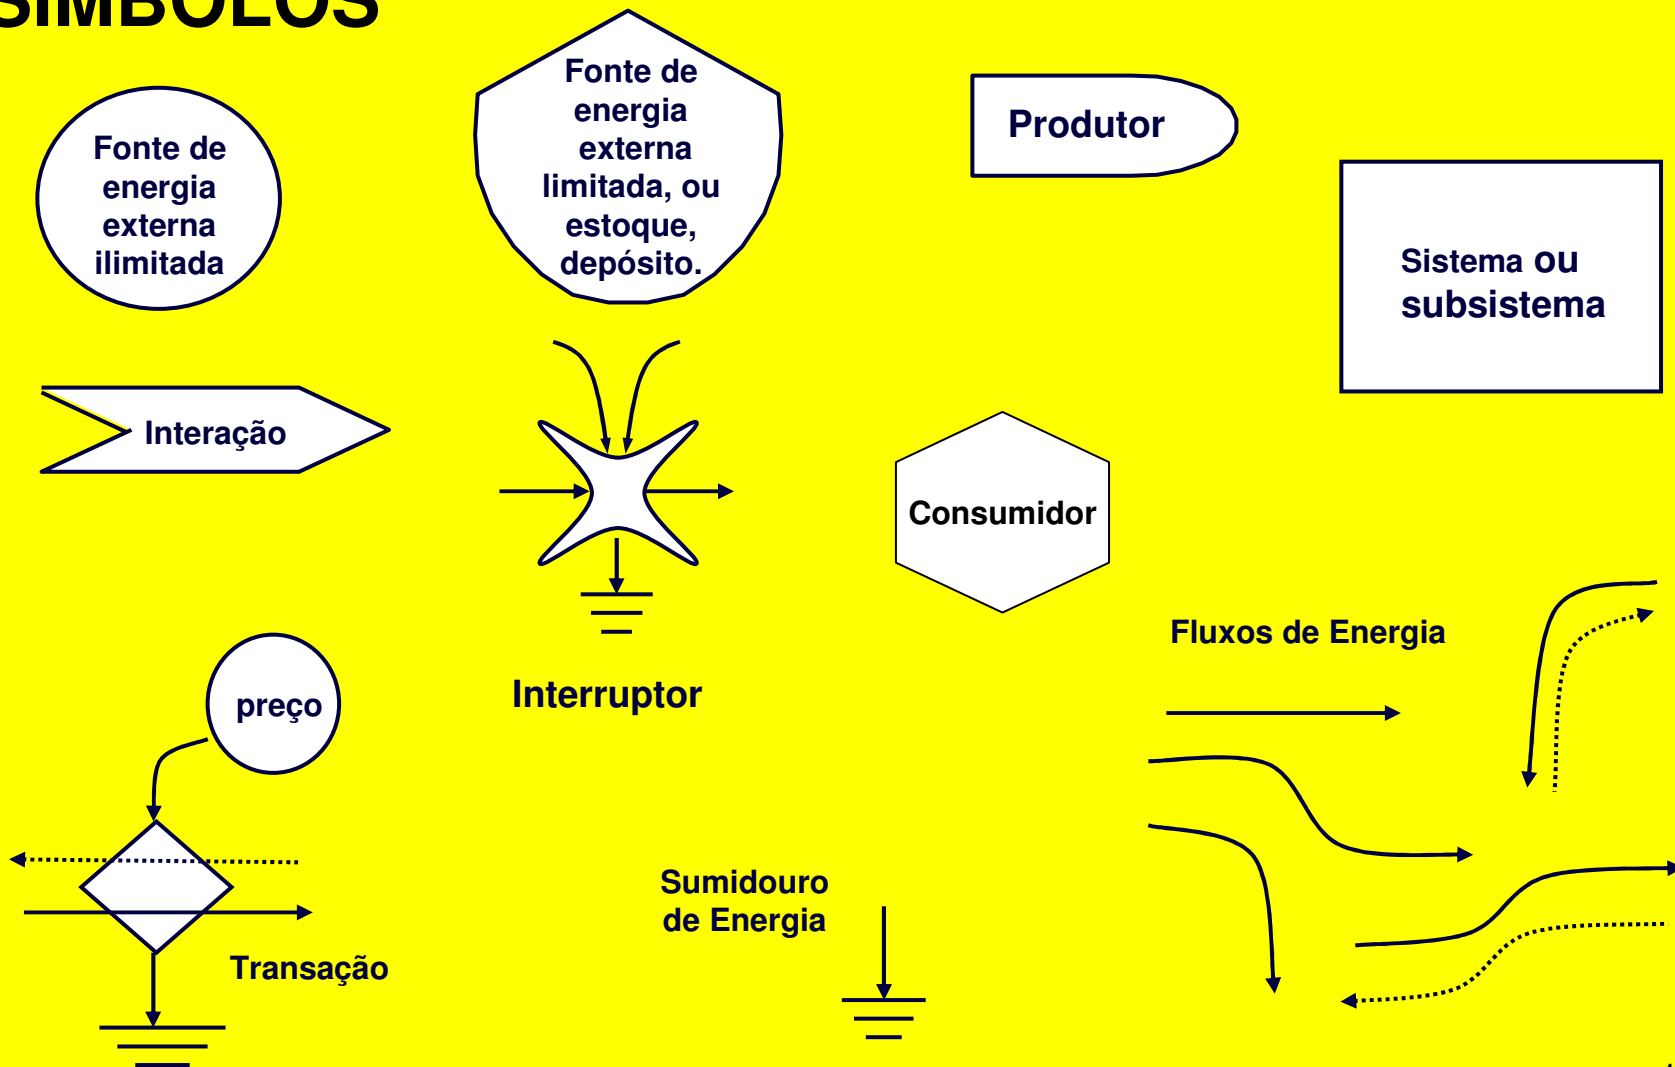 SÍMBOLOS
Fonte de
energia
externa
ilimitada
Fonte de
energia
externa
limitada, ou
estoque,
depósito.
Produtor
Sistema ou
subsistema
Interação
Interruptor
Consumidor
Fluxos de Energia
preço
Transação
Sumidouro
de Energia